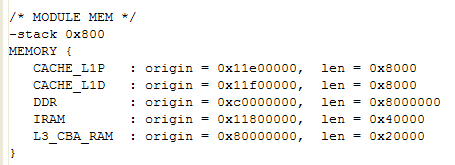 /* MODULE MEM */
-stack 0x800
MEMORY {
   CACHE_L1P   : origin = 0x11e00000,  len = 0x8000
   CACHE_L1D   : origin = 0x11f00000,  len = 0x8000
   DDR         : origin = 0xc0000000,  len = 0x8000000
   IRAM        : origin = 0x11800000,  len = 0x40000
   L3_CBA_RAM  : origin = 0x80000000,  len = 0x20000
}